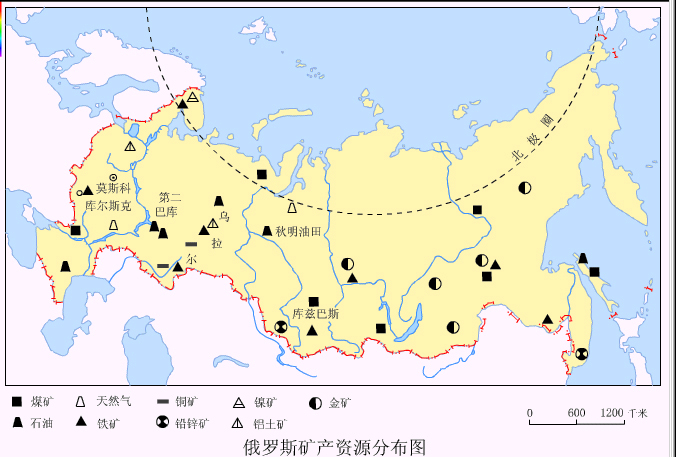 北极圈
莫斯科
库尔斯克
第二
巴库
乌
拉
尔
秋明油田
库兹巴斯
煤矿 天然气 铜矿 镍矿 金矿
石油 铁矿 铅锌矿 铝土矿
0 600 1200 千米
俄罗斯矿产资源分布图